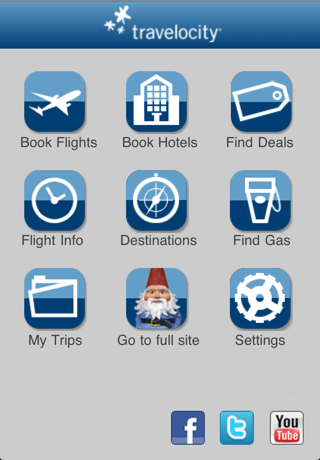 travelocity
Book Flights Book Hotels Find Deals
Flight Info Destinations Find Gas
My Trips Go to full site Settings
f t You
Tube